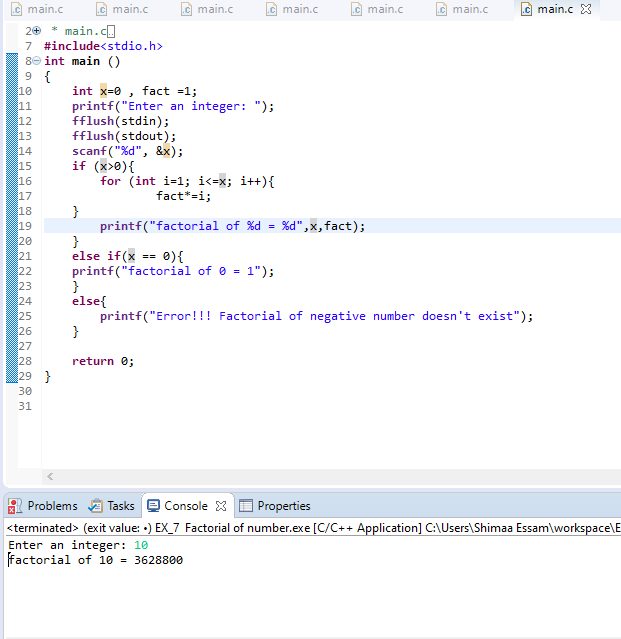 main.c main.c main.c main.c main.c main.c main.c
2 * main.c
7 #include<stdio.h>
8 int main ()
9 {
10 int x=0 , fact =1;
11 printf("Enter an integer: ");
12 fflush(stdin);
13 fflush(stdout);
14 scanf("%d", &x);
15 if (x>0){
16 for (int i=1; i<=x; i++){
17 fact*=i;
18 }
19 printf("factorial of %d = %d",x,fact);
20 }
21 else if(x == 0){
22 printf("factorial of 0 = 1");
23 }
24 else{
25 printf("Error!!! Factorial of negative number doesn't exist");
26 }
27
28 return 0;
29 }
30
31
Problems Tasks Console Properties
<terminated> (exit value: •) EX_7 Factorial of number.exe [C/C++ Application] C:\Users\Shimaa Essam\workspace\E
Enter an integer: 10
factorial of 10 = 3628800